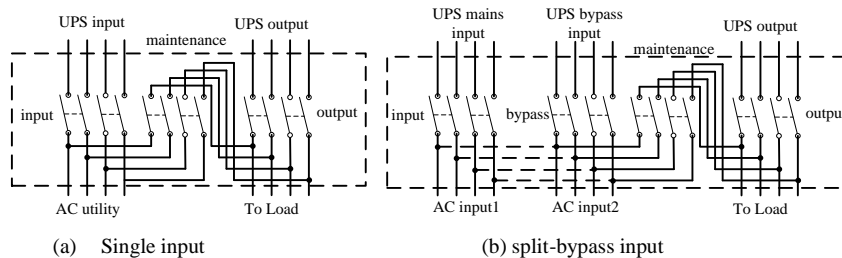 UPS input
UPS output
maintenance
input
output
AC utility
To Load
(a) Single input
UPS mains
input
UPS bypass
input
UPS output
maintenance
input
bypass
output
AC input1
AC input2
To Load
(b) split-bypass input